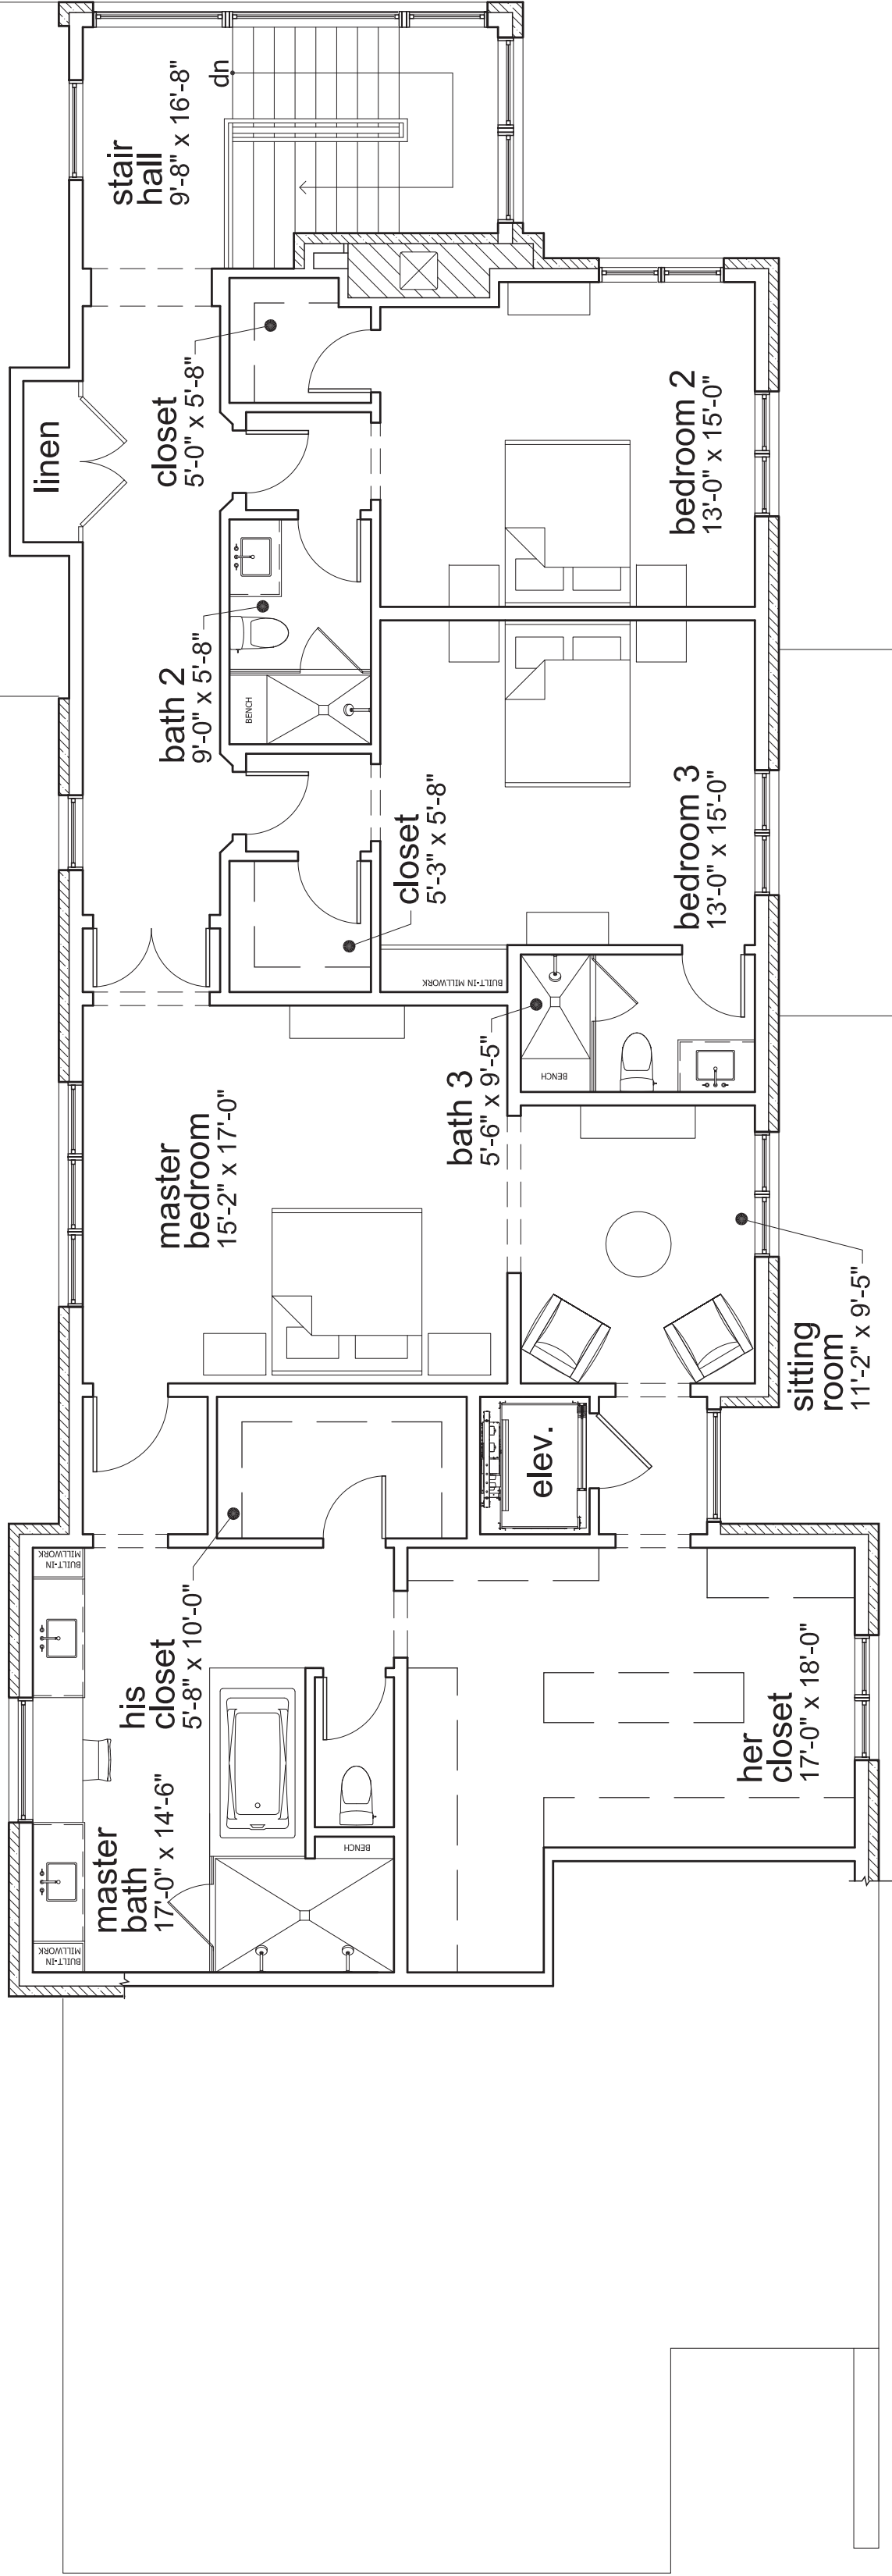 dn
stair
hall
9'-8" x 16'-8"
linen
closet
5'-0" x 5'-8"
bedroom 2
13'-0" x 15'-0"
bath 2
9'-0" x 5'-8"
BENCH
closet
5'-3" x 5'-8"
bedroom 3
13'-0" x 15'-0"
BUILT-IN MILLWORK
bath 3
5'-6" x 9'-5"
BENCH
master
bedroom
15'-2" x 17'-0"
sitting
room
11'-2" x 9'-5"
elev.
BUILT-IN
MILLWORK
his
closet
5'-8" x 10'-0"
her
closet
17'-0" x 18'-0"
master
bath
17'-0" x 14'-6"
BENCH
BUILT-IN
MILLWORK